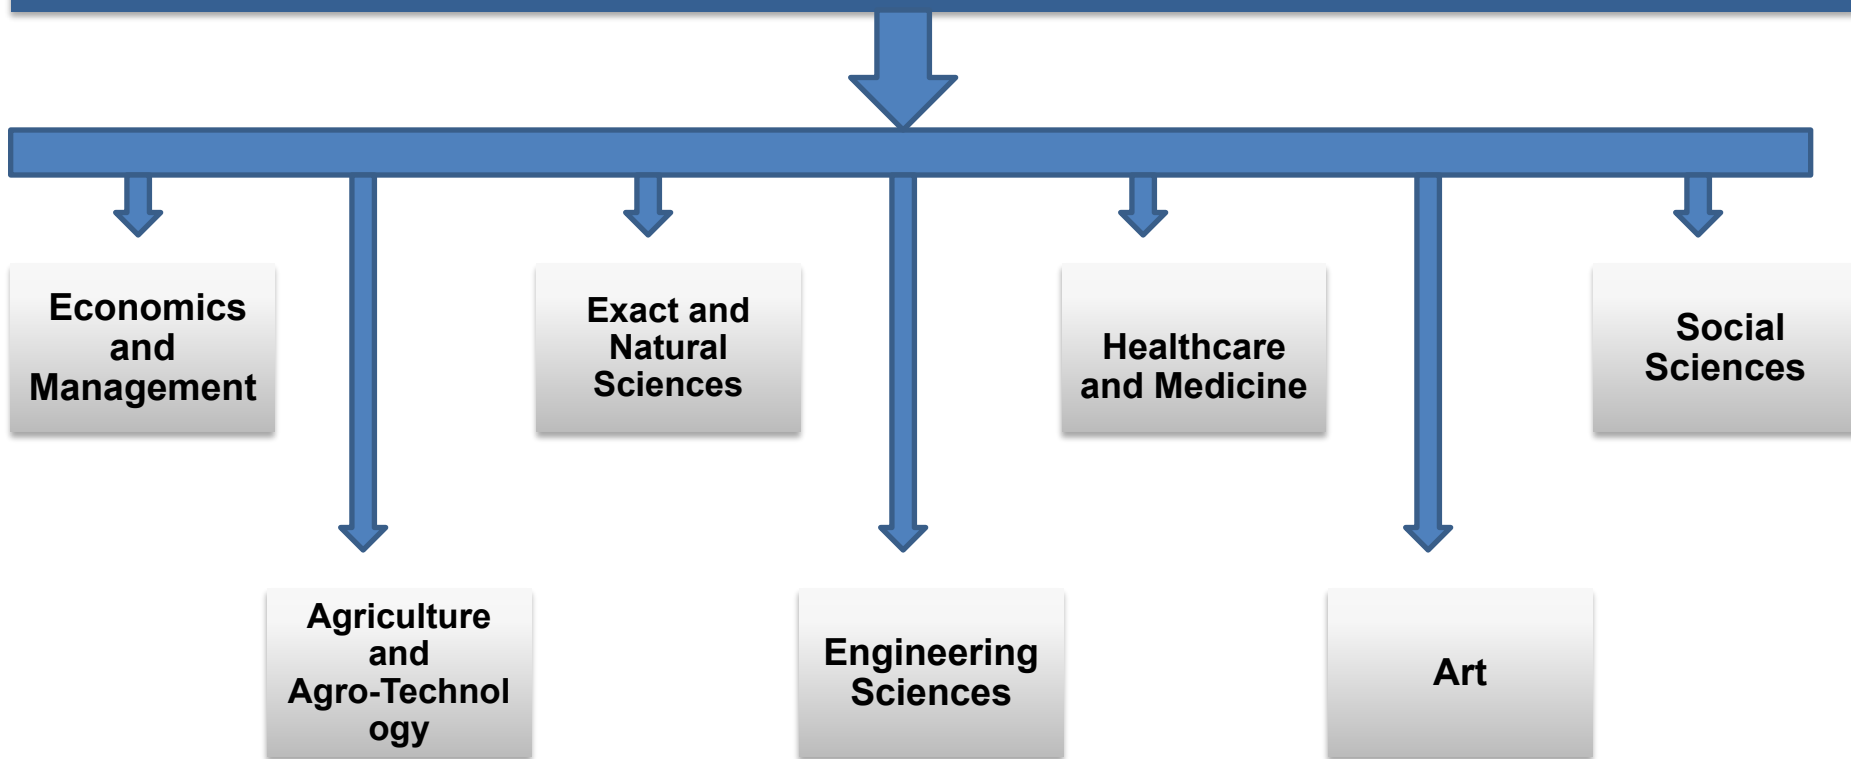 Economics
and
Management
Exact and
Natural
Sciences
Healthcare
and Medicine
Social
Sciences
Agriculture
and
Agro-Technol
ogy
Engineering
Sciences
Art